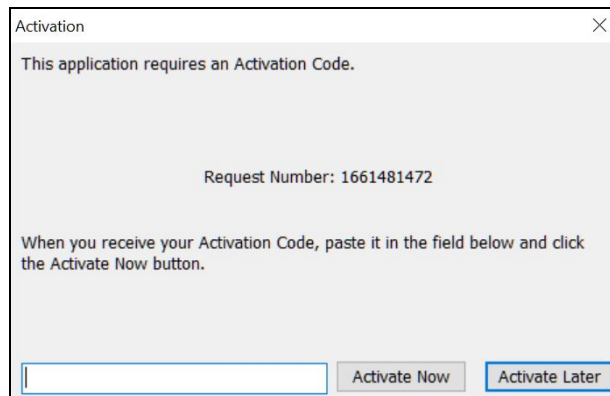 Activation
This application requires an Activation Code.
Request Number: 1661481472
When you receive your Activation Code, paste it in the field below and click
the Activate Now button.
Activate Now
Activate Later